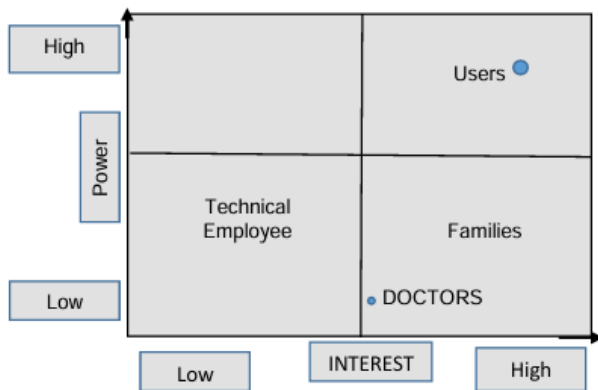 High
Users
Power
Technical
Employee
Families
Low
DOCTORS
Low
INTEREST
High